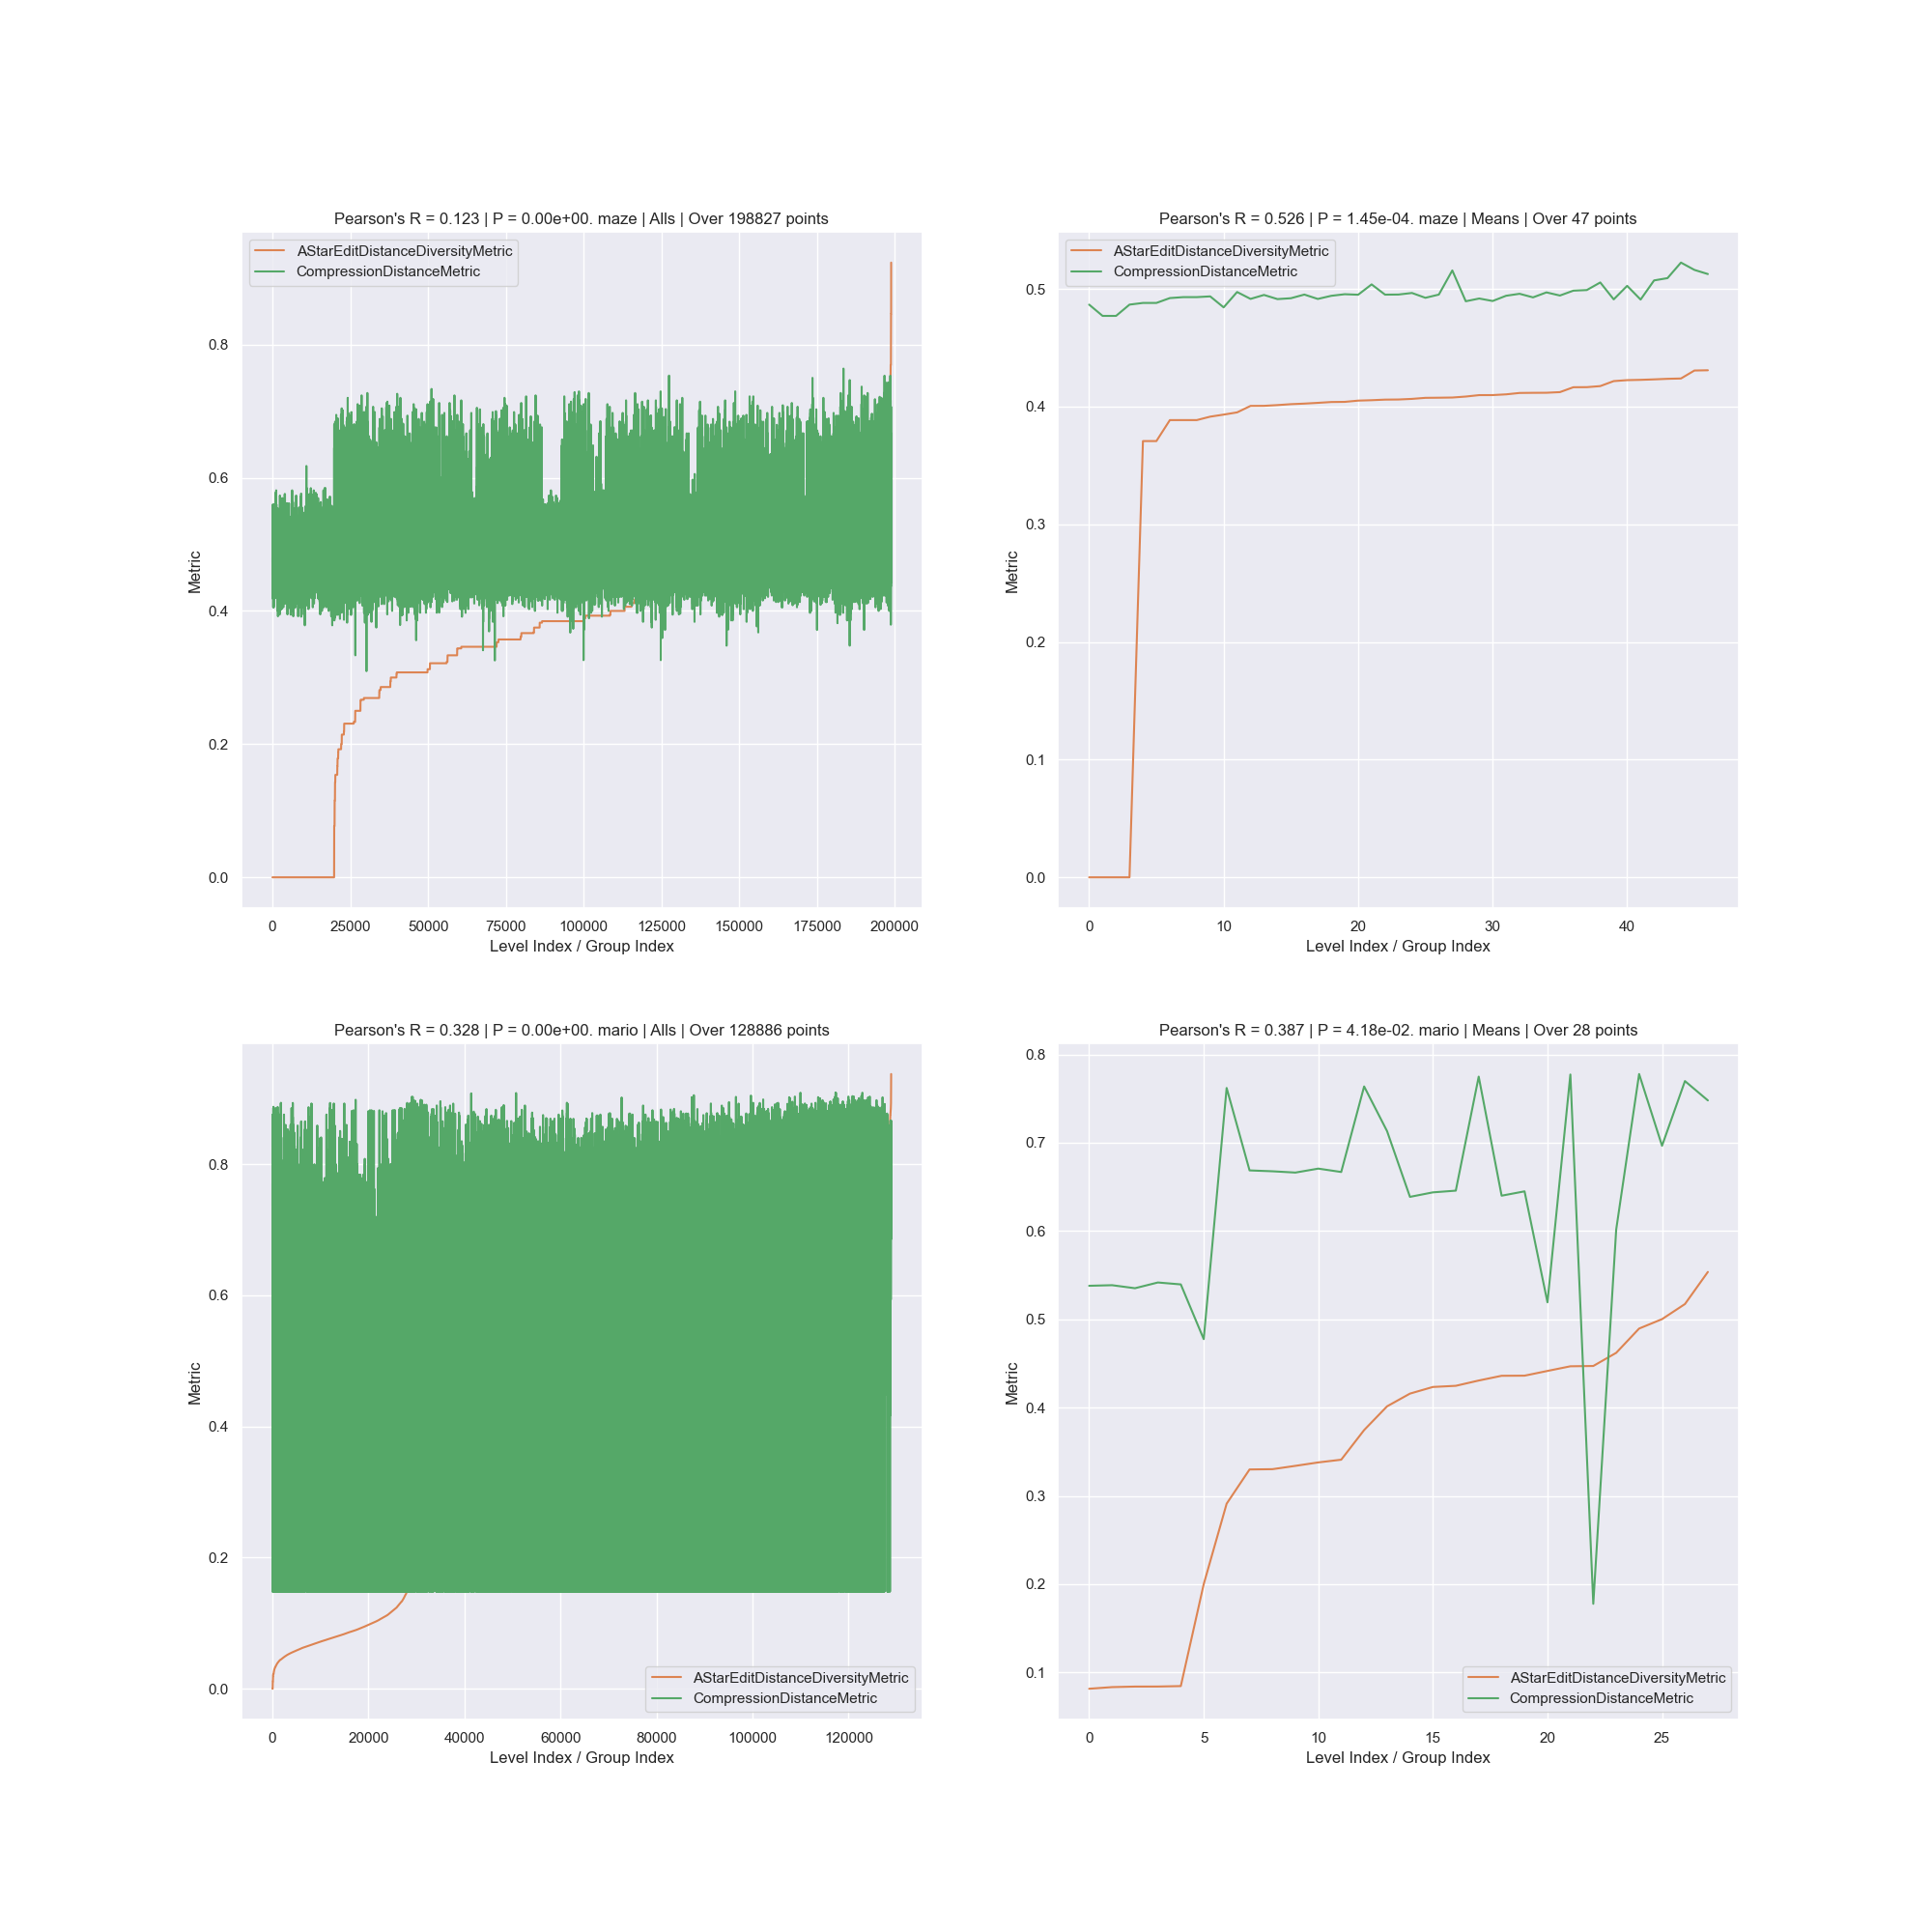 Pearson's R = 0.123 | P = 0.00e+00. maze | Alls | Over 198827 points
AStarEditDistanceDiversityMetric
CompressionDistanceMetric
0.8
0.6
0.4
0.2
0.0
Metric
0 25000 50000 75000 100000 125000 150000 175000 200000
Level Index / Group Index
Pearson's R = 0.526 | P = 1.45e-04. maze | Means | Over 47 points
AStarEditDistanceDiversityMetric
CompressionDistanceMetric
0.5
0.4
0.3
0.2
0.1
0.0
Metric
0 10 20 30 40
Level Index / Group Index
Pearson's R = 0.328 | P = 0.00e+00. mario | Alls | Over 128886 points
0.8
0.6
0.4
0.2
0.0
Metric
AStarEditDistanceDiversityMetric
CompressionDistanceMetric
0 20000 40000 60000 80000 100000 120000
Level Index / Group Index
Pearson's R = 0.387 | P = 4.18e-02. mario | Means | Over 28 points
0.8
0.7
0.6
0.5
0.4
0.3
0.2
0.1
Metric
AStarEditDistanceDiversityMetric
CompressionDistanceMetric
0 5 10 15 20 25
Level Index / Group Index